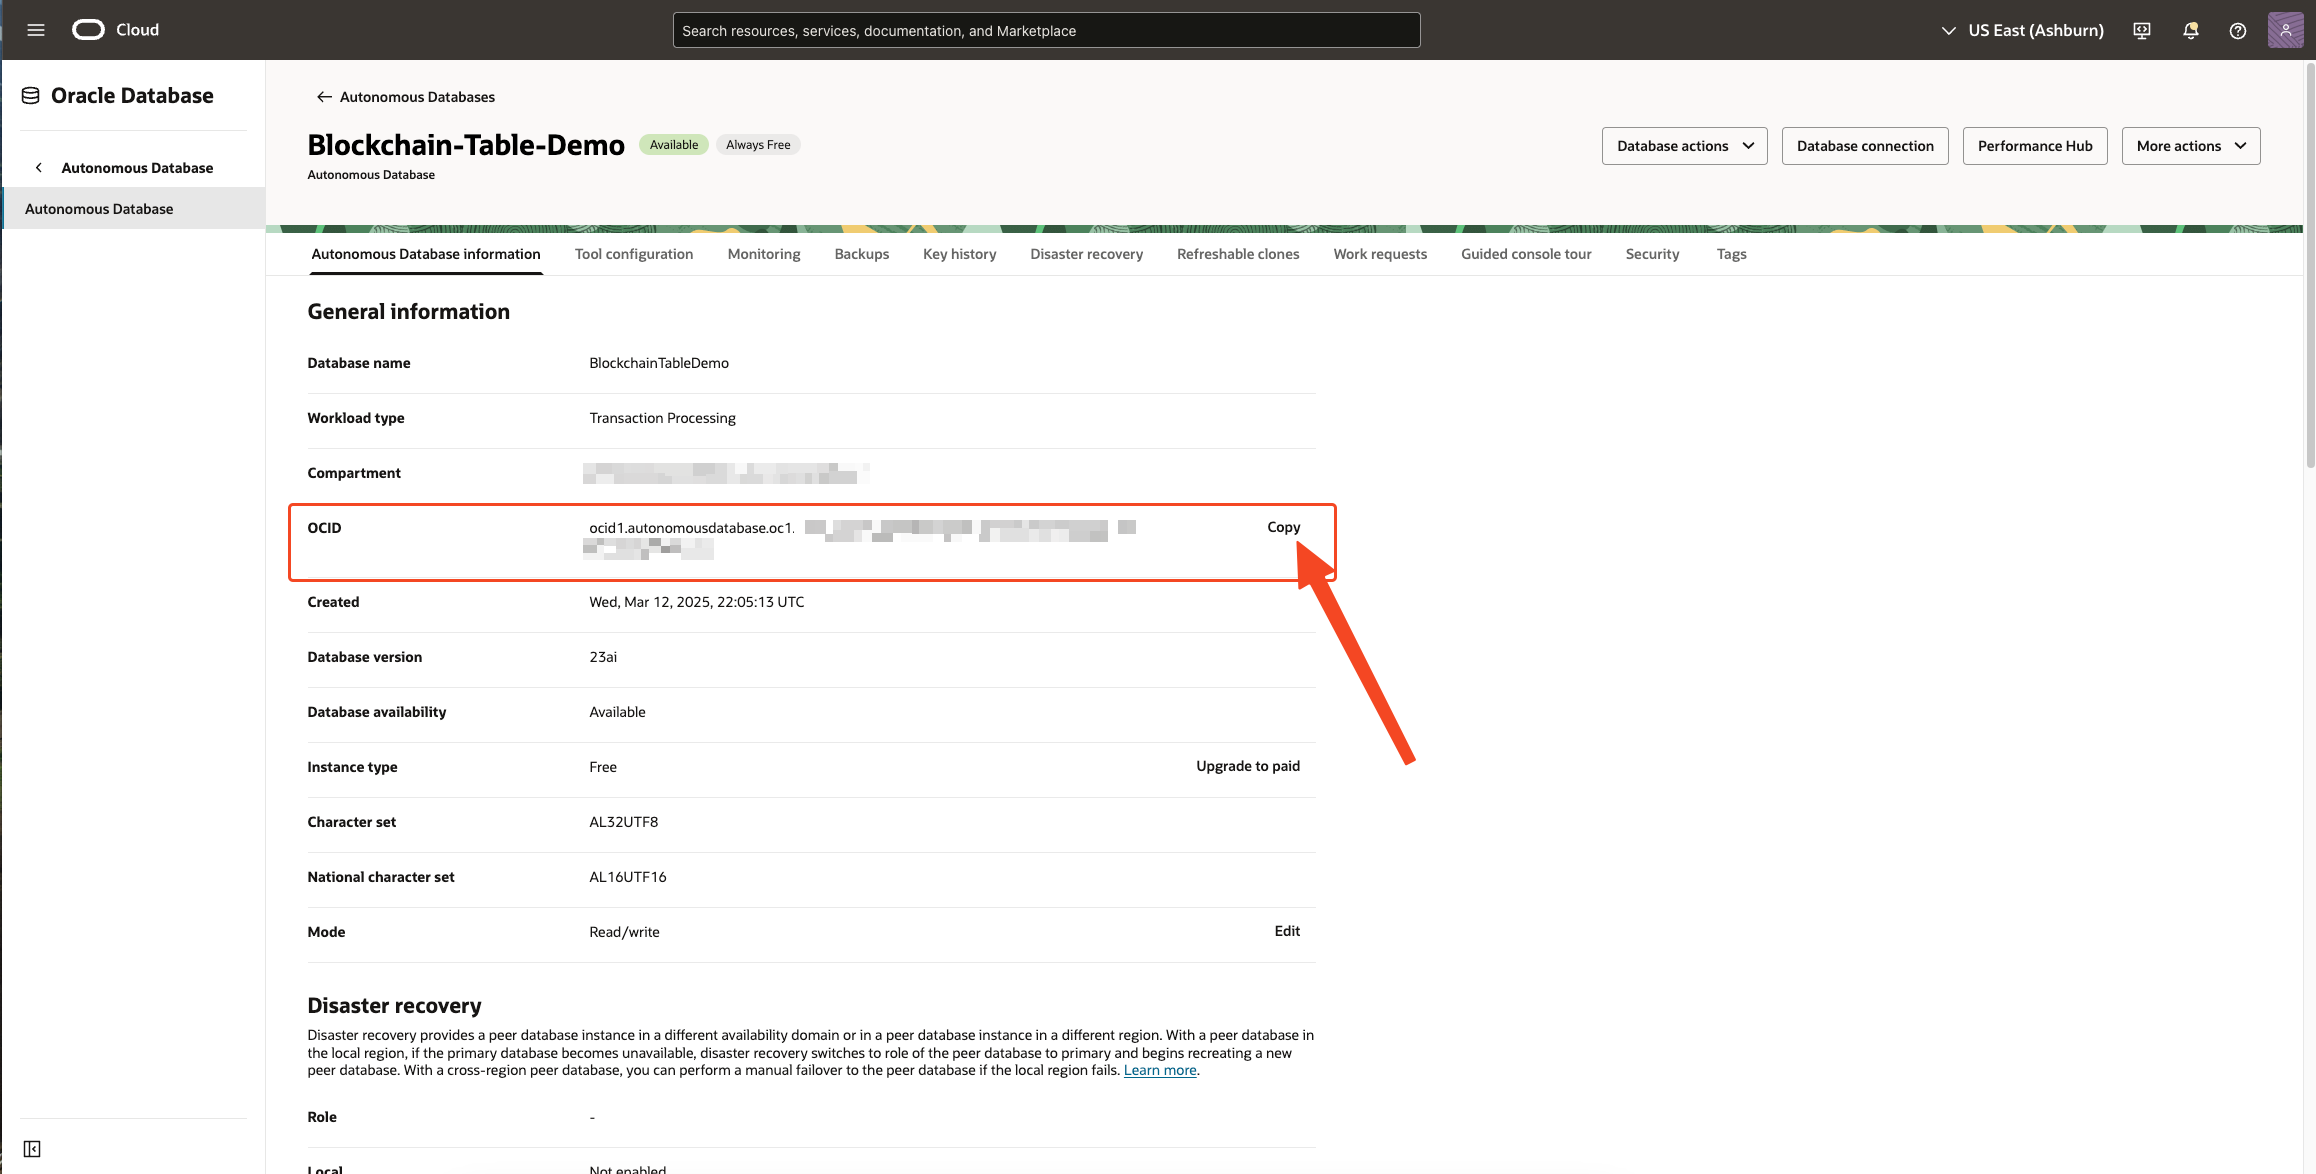 Cloud
Search resources, services, documentation, and Marketplace
US East (Ashburn)
Oracle Database
Autonomous Database
Autonomous Database
Autonomous Databases
Blockchain-Table-Demo
Available
Always Free
Autonomous Database
Database actions
Database connection
Performance Hub
More actions
Autonomous Database information
Tool configuration
Monitoring
Backups
Key history
Disaster recovery
Refreshable clones
Work requests
Guided console tour
Security
Tags
General information
Database name BlockchainTableDemo
Workload type Transaction Processing
Compartment
OCID ocid1.autonomousdatabase.oc1. Copy
Created Wed, Mar 12, 2025, 22:05:13 UTC
Database version 23ai
Database availability Available
Instance type Free Upgrade to paid
Character set AL32UTF8
National character set AL16UTF16
Mode Read/write Edit
Disaster recovery
Disaster recovery provides a peer database instance in a different availability domain or in a peer database instance in a different region. With a peer database in
the local region, if the primary database becomes unavailable, disaster recovery switches to role of the peer database to primary and begins recreating a new
peer database. With a cross-region peer database, you can perform a manual failover to the peer database if the local region fails. Learn more.
Role -
Local Not enabled